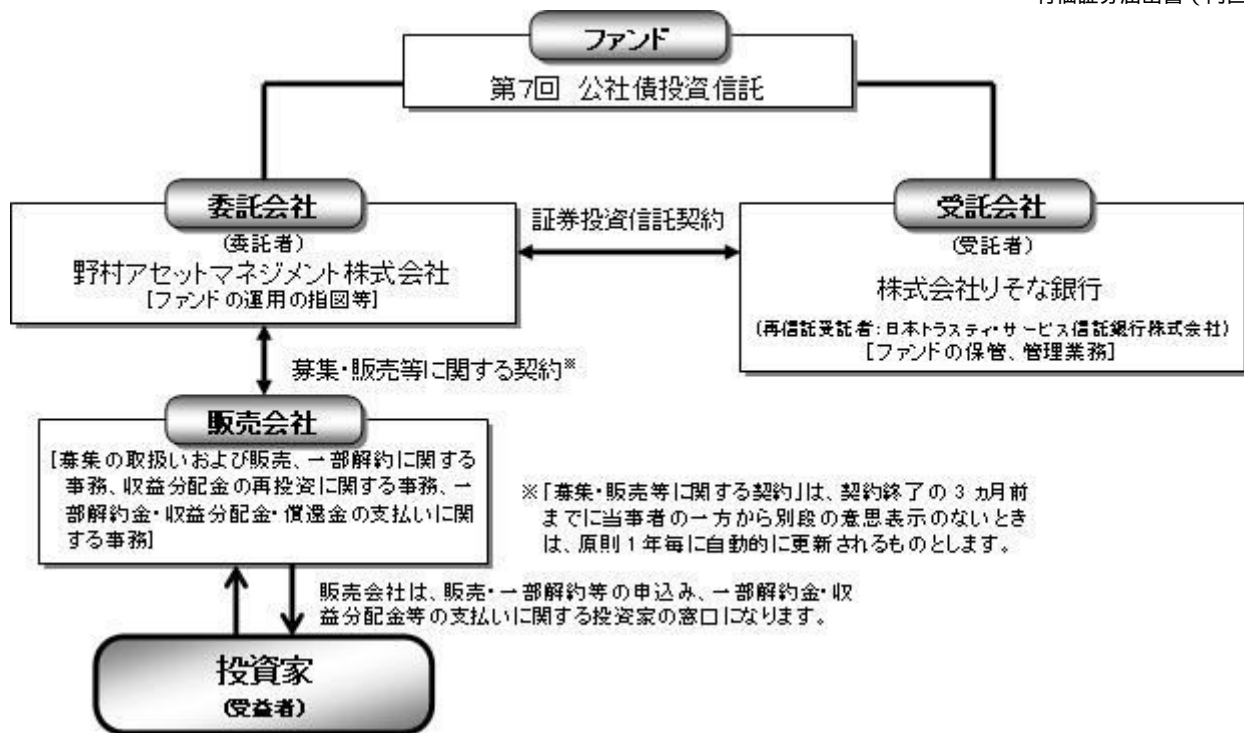 ファンド
第7回 公社債投資信託
委託会社
(委託者)
野村アセットマネジメント株式会社
[ファンドの運用の指図等]
証券投資信託契約
受託会社
(受託者)
株式会社りそな銀行
(再信託受託者:日本トラスティ・サービス信託銀行株式会社)
[ファンドの保管、管理業務]
募集・販売等に関する契約※
販売会社
[募集の取扱いおよび販売、一部解約に関する
事務、収益分配金の再投資に関する事務、一
部解約金・収益分配金・償還金の支払いに関
する事務]
※「募集・販売等に関する契約」は、契約終了の3ヵ月前
までに当事者の一方から別段の意思表示のないとき
は、原則1年毎に自動的に更新されるものとします。
販売会社は、販売・一部解約等の申込み、一部解約金・収
益分配金等の支払いに関する投資家の窓口になります。
投資家
(受益者)